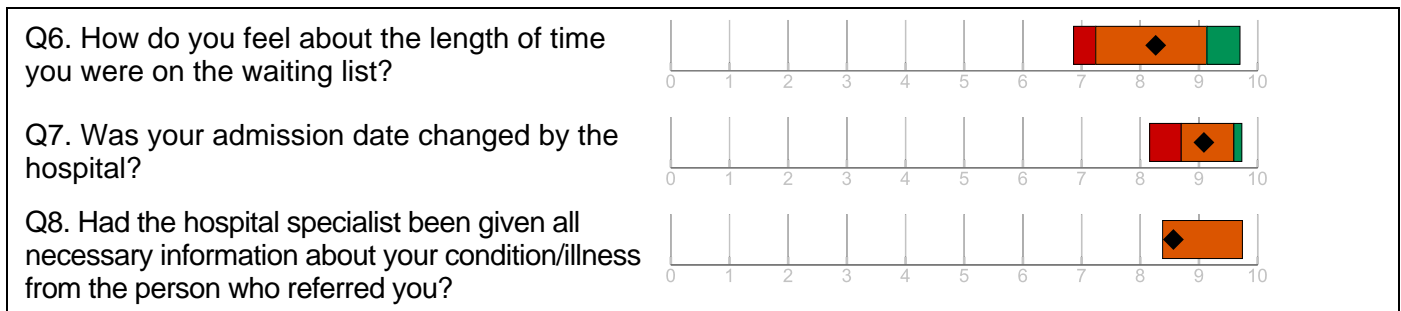 Q6. How do you feel about the length of time
you were on the waiting list?
0 1 2 3 4 5 6 7 8 9 10
Q7. Was your admission date changed by the
hospital?
0 1 2 3 4 5 6 7 8 9 10
Q8. Had the hospital specialist been given all
necessary information about your condition/illness
from the person who referred you?
0 1 2 3 4 5 6 7 8 9 10